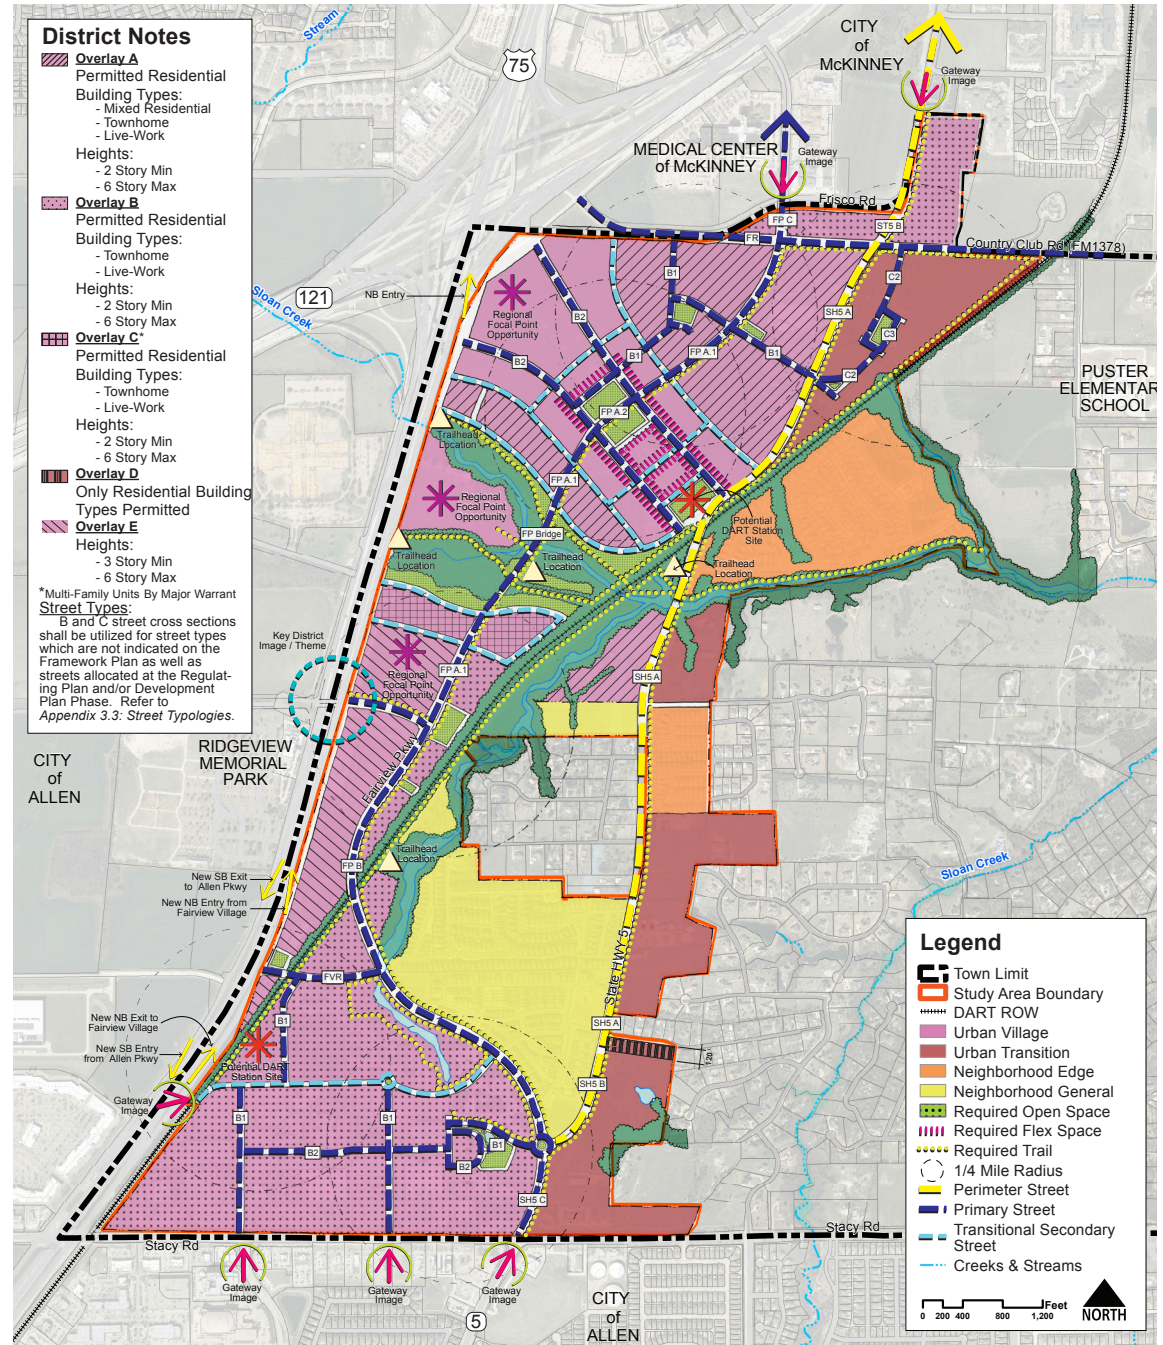 District Notes
Overlay A
Permitted Residential
Building Types:
- Mixed Residential
- Townhome
- Live-Work
Heights:
- 2 Story Min
- 6 Story Max
Overlay B
Permitted Residential
Building Types:
- Townhome
- Live-Work
Heights:
- 2 Story Min
- 6 Story Max
Overlay C*
Permitted Residential
Building Types:
- Townhome
- Live-Work
Heights:
- 2 Story Min
- 6 Story Max
Overlay D
Only Residential Building
Types Permitted
Overlay E
Heights:
- 3 Story Min
- 6 Story Max
*Multi-Family Units By Major Warrant
Street Types:
B and C street cross sections
shall be utilized for street types
which are not indicated on the
Framework Plan as well as
streets allocated at the Regulat-
ing Plan and/or Development
Plan Phase. Refer to
Appendix 3.3: Street Typologies.
Stream
75
CITY
of
McKINNEY
Gateway
Image
MEDICAL CENTER
of McKINNEY
Gateway
Image
Frisco Rd
FP C
ST5 B
FR
Country Club Rd (FM1378)
121
Sloan Creek
NB Entry
Regional
Focal Point
Opportunity
B1
C2
B2
SH5 A
C3
B2
B1
FP A.1
B1
C2
PUSTER
ELEMENTARY
SCHOOL
FP A.2
Trailhead
Location
FP A.1
Regional
Focal Point
Opportunity
Potential
DART Station
Site
FP Bridge
Trailhead
Location
Trailhead
Location
Trailhead
Location
Key District
Image / Theme
Regional
Focal Point
Opportunity
FP A.1
SH5 A
Fairview Pkwy
RIDGEVIEW
MEMORIAL
PARK
CITY
of
ALLEN
FP B
Trailhead
Location
New SB Exit
to Allen Pkwy
New NB Entry from
Fairview Village
Sloan Creek
State HWY 5
FVR
New NB Exit to
Fairview Village
New SB Entry
from Allen Pkwy
B1
SH5 A
120
Potential DART
Station Site
SH5 B
Gateway
Image
B1
B1
B2
B1
B2
SH5 C
Stacy Rd
Stacy Rd
Gateway
Image
Gateway
Image
Gateway
Image
5
CITY
of
ALLEN
Legend
Town Limit
Study Area Boundary
DART ROW
Urban Village
Urban Transition
Neighborhood Edge
Neighborhood General
Required Open Space
Required Flex Space
Required Trail
1/4 Mile Radius
Perimeter Street
Primary Street
Transitional Secondary
Street
Creeks & Streams
Feet
0 200 400 800 1,200
NORTH